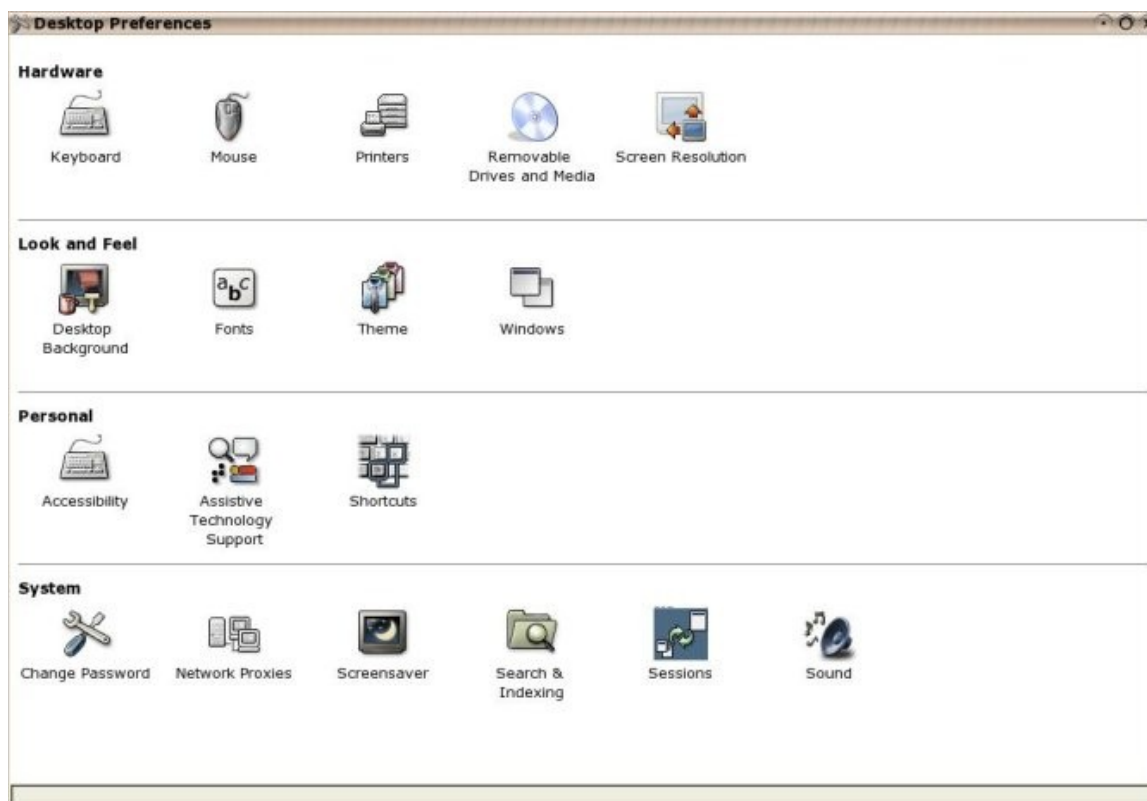 Desktop Preferences
Hardware
Keyboard
Mouse
Printers
Removable
Drives and Media
Screen Resolution
Look and Feel
Desktop
Background
Fonts
abc
Theme
Windows
Personal
Accessibility
Assistive
Technology
Support
Shortcuts
System
Change Password
Network Proxies
Screensaver
Search &
Indexing
Sessions
Sound